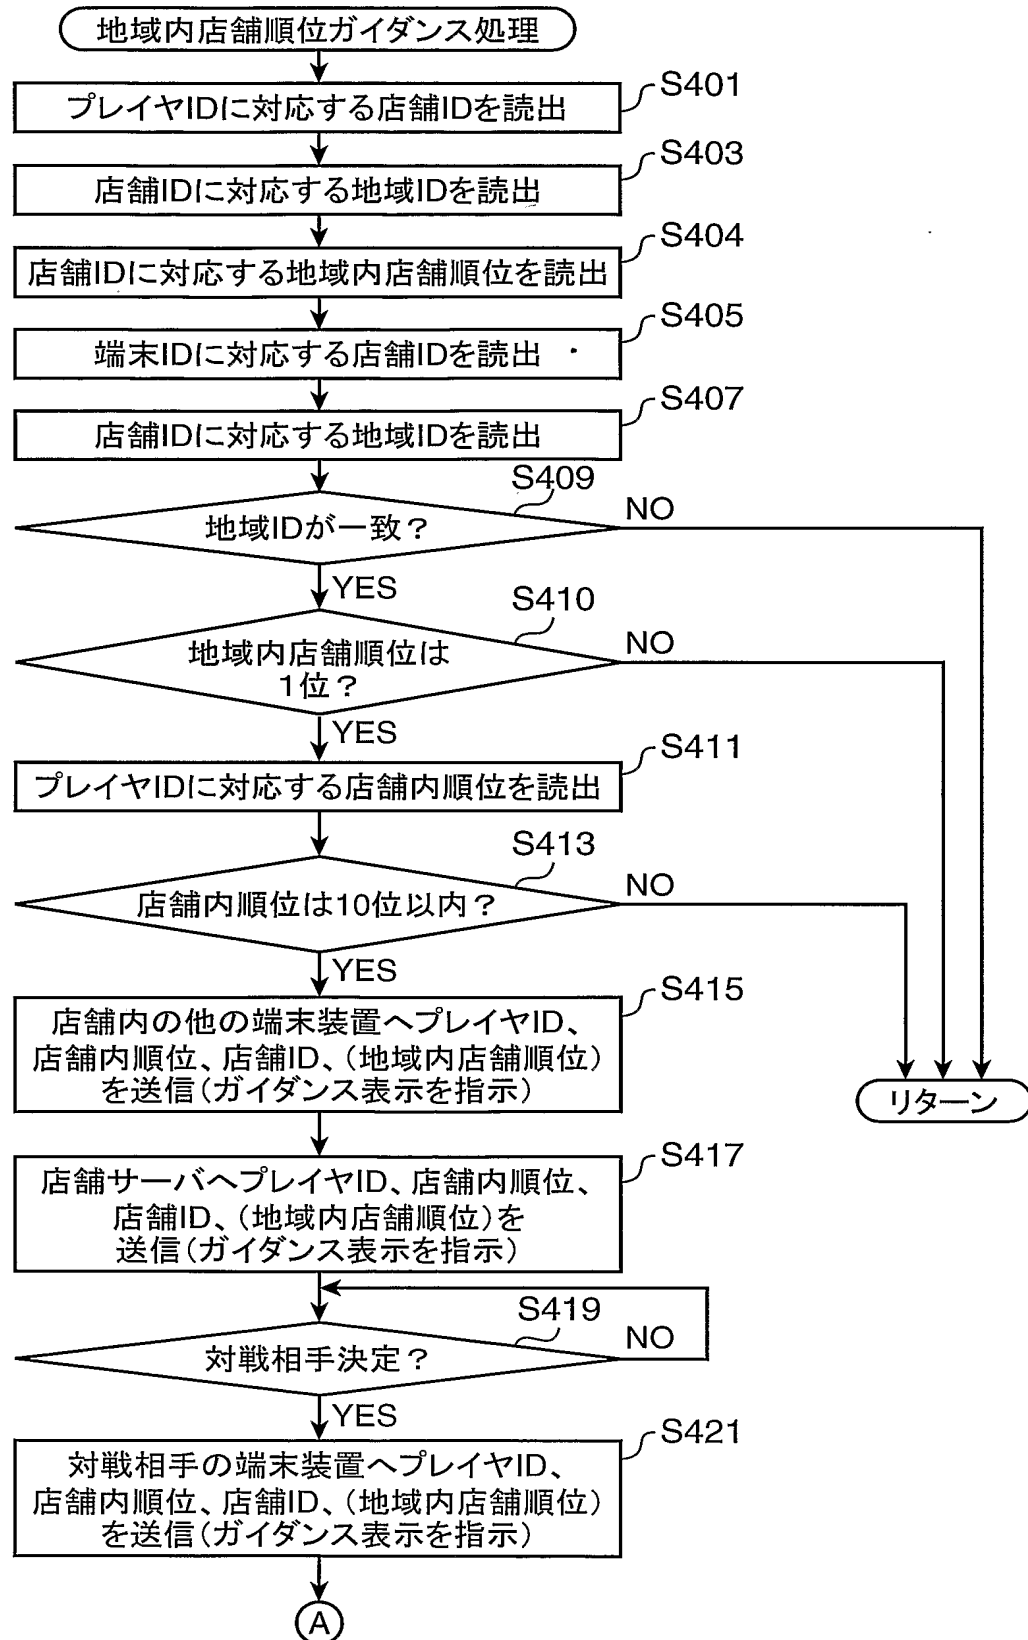 地域内店舗順位ガイダンス処理
S401
プレイヤIDに対応する店舗IDを読出
S403
店舗IDに対応する地域IDを読出
S404
店舗IDに対応する地域内店舗順位を読出
S405
端末IDに対応する店舗IDを読出
S407
店舗IDに対応する地域IDを読出
S409
地域IDが一致？
NO
YES
S410
地域内店舗順位は
1位？
NO
YES
S411
プレイヤIDに対応する店舗内順位を読出
S413
店舗内順位は10位以内？
NO
YES
S415
店舗内の他の端末装置へプレイヤID、
店舗内順位、店舗ID、（地域内店舗順位）
を送信（ガイダンス表示を指示）
リターン
S417
店舗サーバへプレイヤID、店舗内順位、
店舗ID、（地域内店舗順位）を
送信（ガイダンス表示を指示）
S419
対戦相手決定？
NO
YES
S421
対戦相手の端末装置へプレイヤID、
店舗内順位、店舗ID、（地域内店舗順位）
を送信（ガイダンス表示を指示）
A